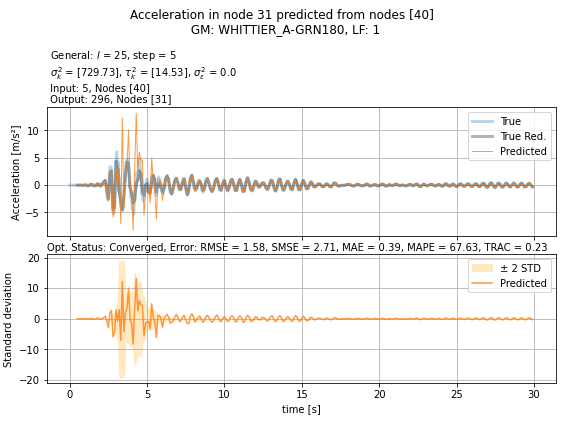 Acceleration in node 31 predicted from nodes [40]
GM: WHITTIER_A-GRN180, LF: 1
General: l = 25, step = 5
σ²ₖ = [729.73], τ²ₖ = [14.53], σ²ε = 0.0
Input: 5, Nodes [40]
Output: 296, Nodes [31]
Acceleration [m/s²]
10
5
0
−5
True
True Red.
Predicted
Opt. Status: Converged, Error: RMSE = 1.58, SMSE = 2.71, MAE = 0.39, MAPE = 67.63, TRAC = 0.23
Standard deviation
20
10
0
−10
−20
± 2 STD
Predicted
0 5 10 15 20 25 30
time [s]